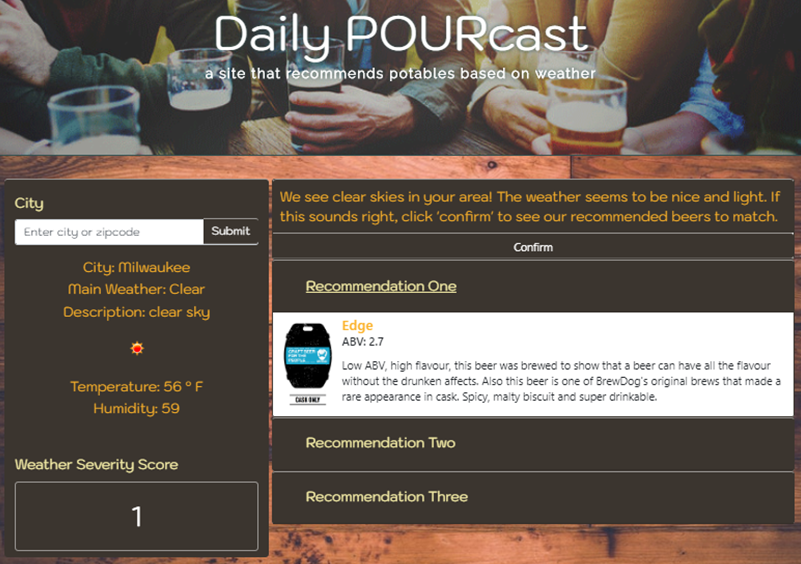 Daily POURcast
a site that recommends potables based on weather
City
Enter city or zipcode
Submit
City: Milwaukee
Main Weather: Clear
Description: clear sky
Temperature: 56 ° F
Humidity: 59
Weather Severity Score
1
We see clear skies in your area! The weather seems to be nice and light. If
this sounds right, click 'confirm' to see our recommended beers to match.
Confirm
Recommendation One
CRAFT BEER
FOR THE
PEOPLE
CASK ONLY
Edge
ABV: 2.7
Low ABV, high flavour, this beer was brewed to show that a beer can have all the flavour
without the drunken affects. Also this beer is one of BrewDog's original brews that made a
rare appearance in cask. Spicy, malty biscuit and super drinkable.
Recommendation Two
Recommendation Three